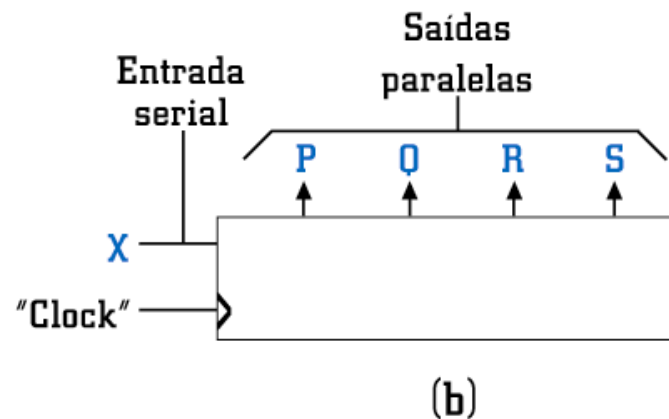 Saídas
paralelas
Entrada
serial
P Q R S
X
"Clock"
(b)